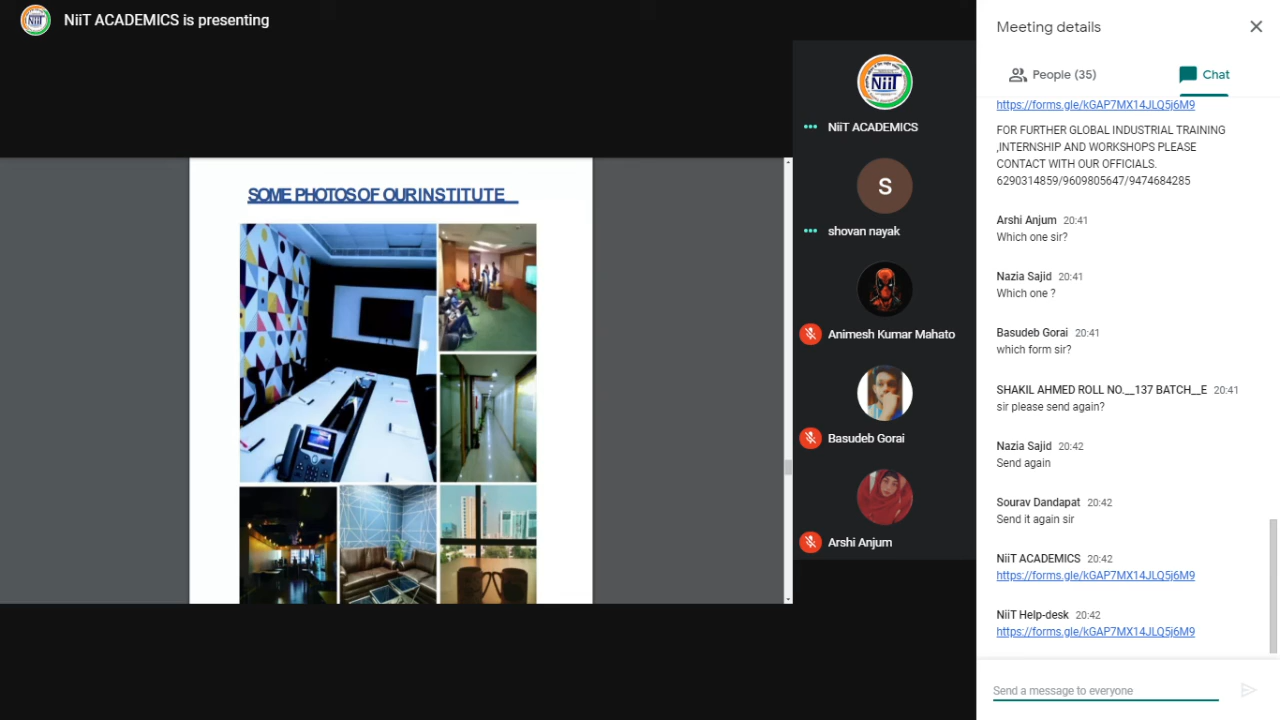 NiiT ACADEMICS is presenting
SOME PHOTOS OF OUR INSTITUTE
NiiT
NiiT ACADEMICS
S
shovan nayak
Animesh Kumar Mahato
Basudeb Gorai
Arshi Anjum
Meeting details
People (35)
Chat
https://forms.gle/kGAP7MX14JLQ5j6M9
FOR FURTHER GLOBAL INDUSTRIAL TRAINING
,INTERNSHIP AND WORKSHOPS PLEASE
CONTACT WITH OUR OFFICIALS.
6290314859/9609805647/9474684285
Arshi Anjum 20:41
Which one sir?
Nazia Sajid 20:41
Which one ?
Basudeb Gorai 20:41
which form sir?
SHAKIL AHMED ROLL NO.__137 BATCH__E 20:41
sir please send again?
Nazia Sajid 20:42
Send again
Sourav Dandapat 20:42
Send it again sir
NiiT ACADEMICS 20:42
https://forms.gle/kGAP7MX14JLQ5j6M9
NiiT Help-desk 20:42
https://forms.gle/kGAP7MX14JLQ5j6M9
Send a message to everyone